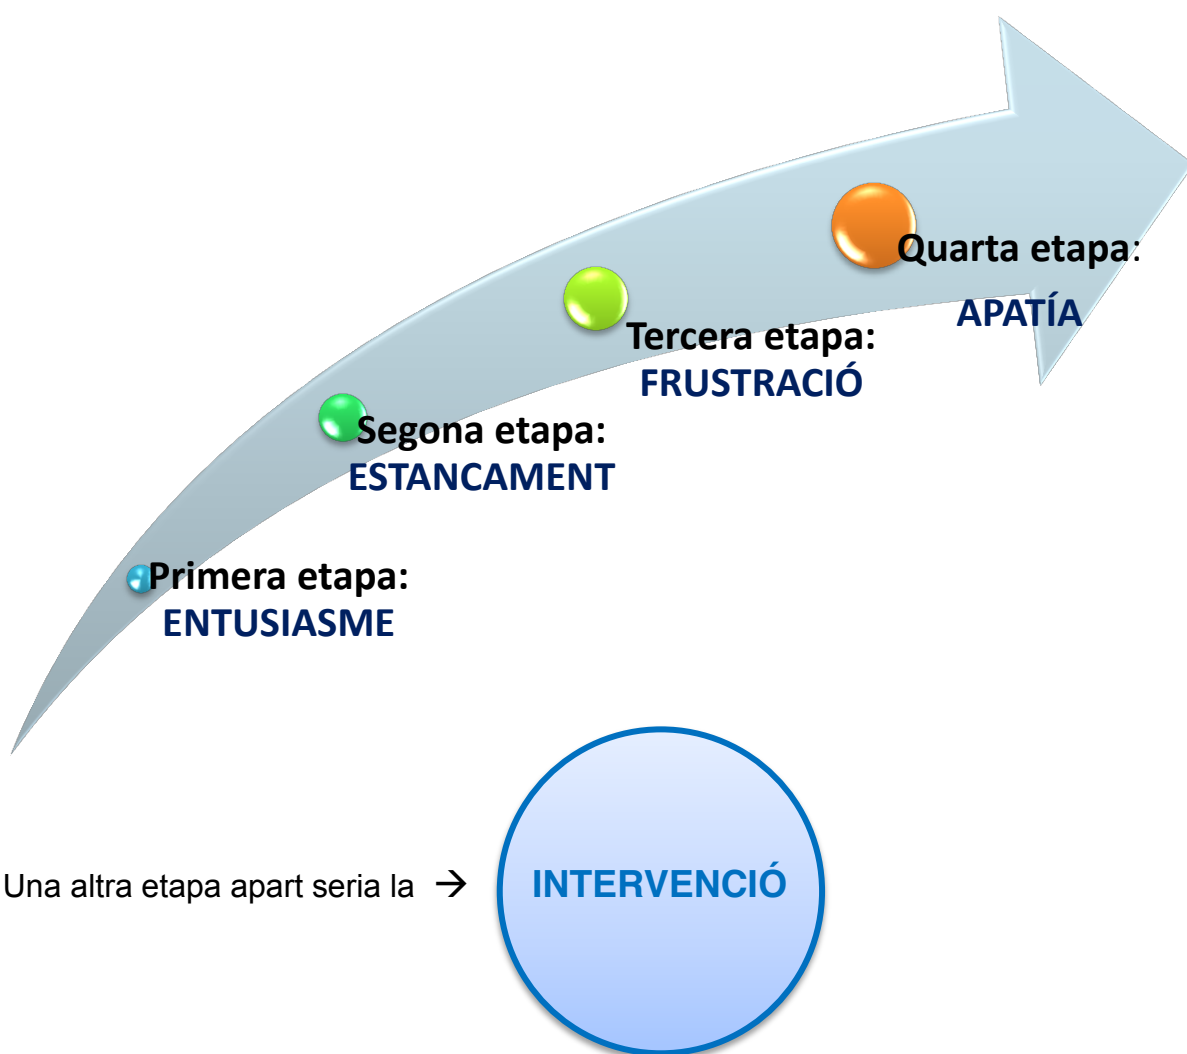 Primera etapa:
ENTUSIASME
Segona etapa:
ESTANCAMENT
Tercera etapa:
FRUSTRACIÓ
Quarta etapa:
APATÍA
Una altra etapa apart seria la →
INTERVENCIÓ